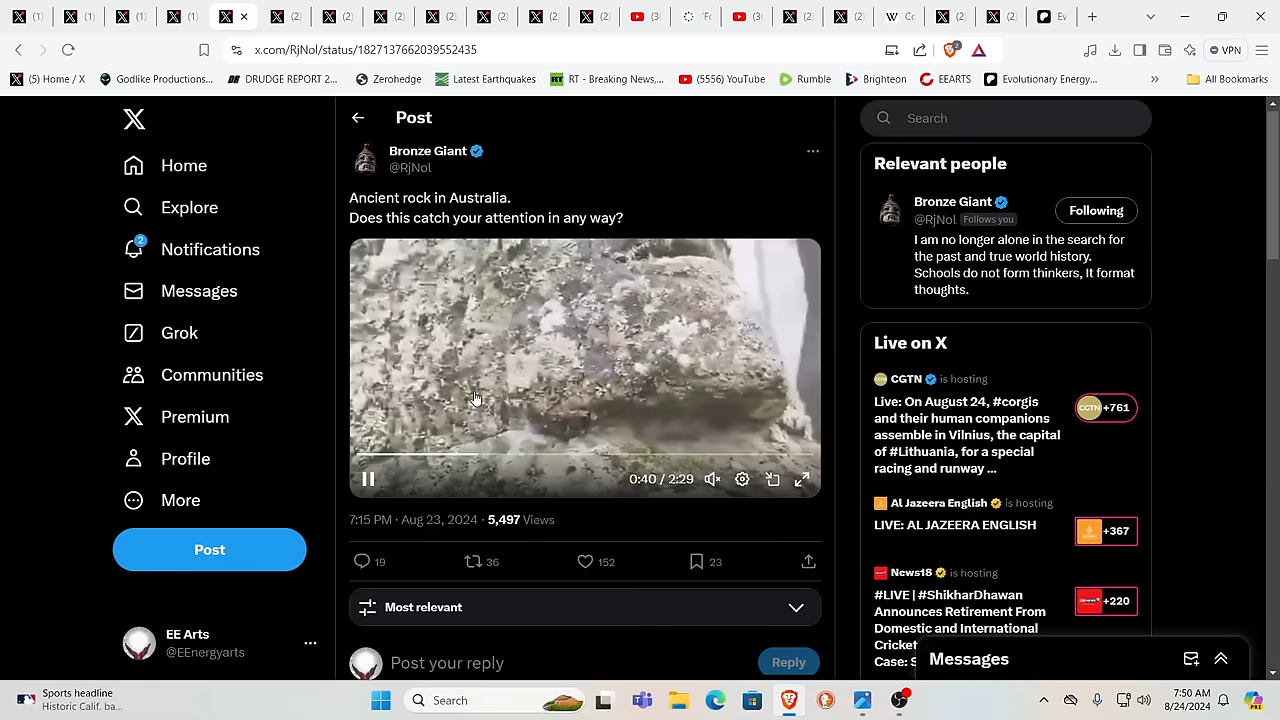 x.com/RjNol/status/1827137662039552435
VPN
(5) Home / X
Godlike Productions...
DRUDGE REPORT 2...
Zerohedge
Latest Earthquakes
RT - Breaking News,...
(5556) YouTube
Rumble
Brighteon
EEARTS
Evolutionary Energy...
All Bookmarks
Home
Explore
2
Notifications
Messages
Grok
Communities
Premium
Profile
More
Post
EE Arts
@EEnergyarts
Post
Bronze Giant
@RjNol
Ancient rock in Australia.
Does this catch your attention in any way?
0:40 / 2:29
7:15 PM · Aug 23, 2024 · 5,497 Views
19
36
152
23
Most relevant
Post your reply
Reply
Search
Relevant people
Bronze Giant
@RjNol Follows you
Following
I am no longer alone in the search for
the past and true world history.
Schools do not form thinkers, It format
thoughts.
Live on X
CGTN is hosting
Live: On August 24, #corgis
and their human companions
assemble in Vilnius, the capital
of #Lithuania, for a special
racing and runway ...
CGTN +761
Al Jazeera English is hosting
LIVE: AL JAZEERA ENGLISH
+367
News18 is hosting
#LIVE | #ShikharDhawan
Announces Retirement From
Domestic and International
Cricket
Case: S
+220
Messages
Sports headline
Historic Calif. ba...
Search
7:50 AM
8/24/2024